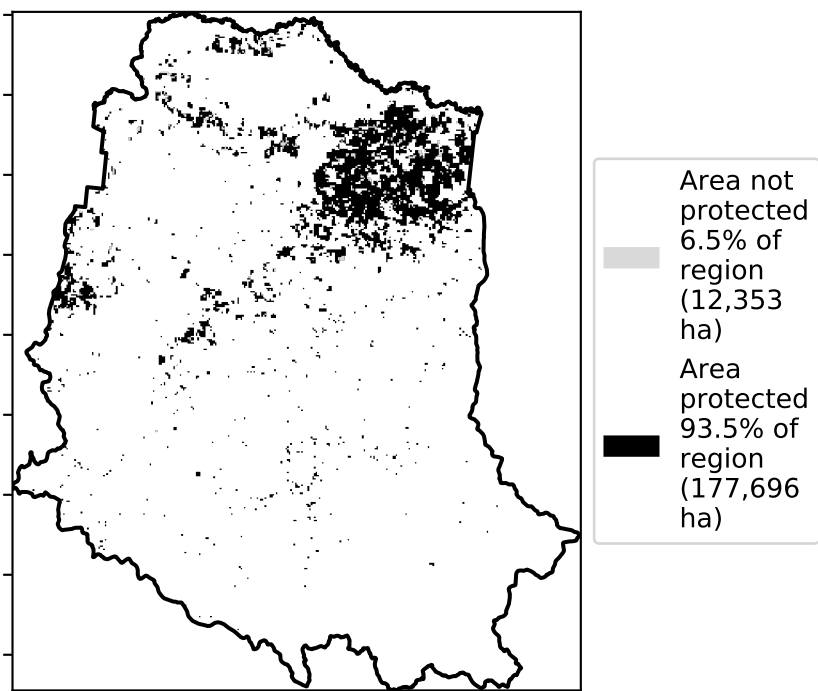 Area not
protected
6.5% of
region
(12,353
ha)
Area
protected
93.5% of
region
(177,696
ha)